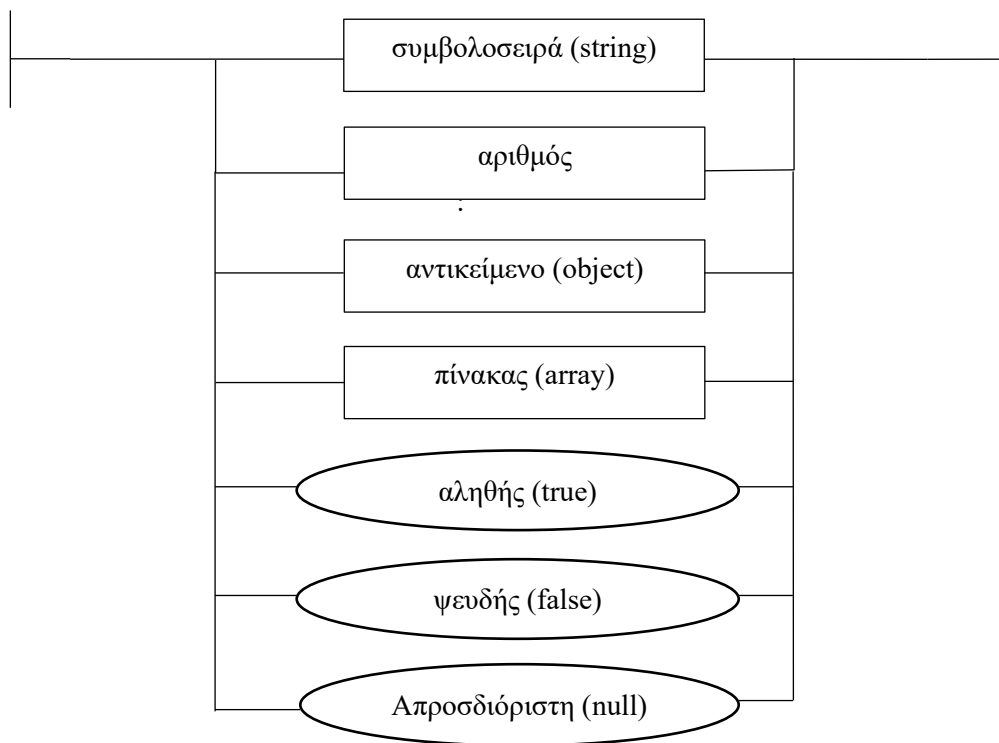 συμβολοσειρά (string)
αριθμός
:
αντικείμενο (object)
πίνακας (array)
αληθής (true)
ψευδής (false)
Απροσδιόριστη (null)